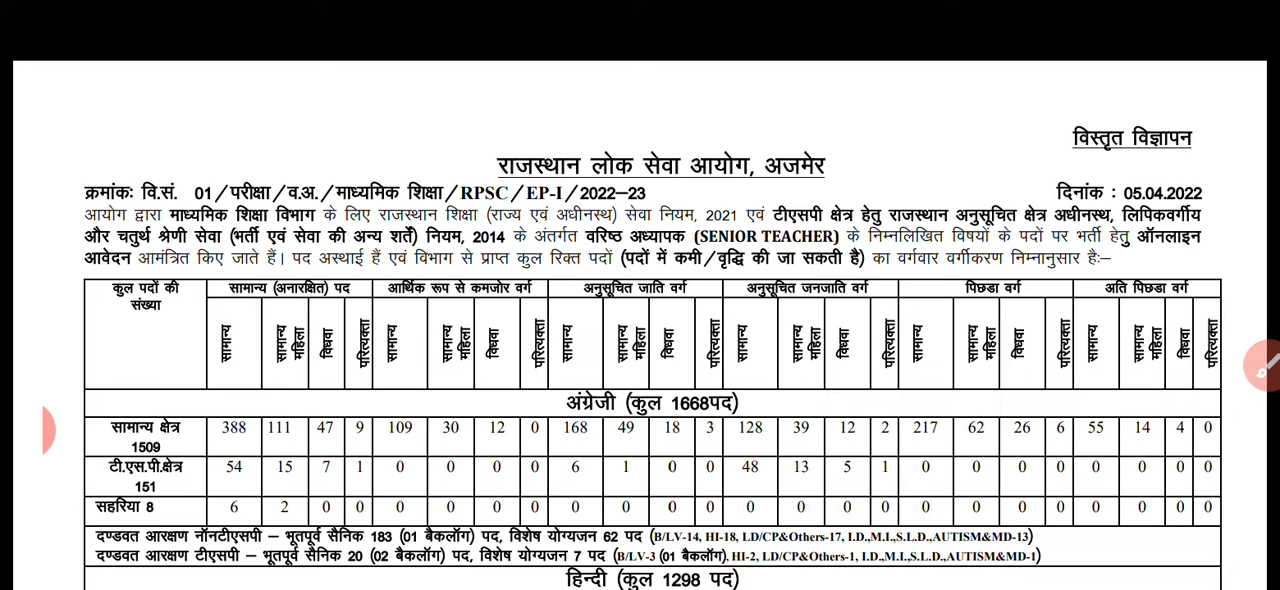 विस्तृत विज्ञापन
राजस्थान लोक सेवा आयोग, अजमेर
क्रमांकः वि.सं. 01/परीक्षा/व.अ./माध्यमिक शिक्षा/RPSC/EP-I/2022–23 दिनांक : 05.04.2022
आयोग द्वारा माध्यमिक शिक्षा विभाग के लिए राजस्थान शिक्षा (राज्य एवं अधीनस्थ) सेवा नियम, 2021 एवं टीएसपी क्षेत्र हेतु राजस्थान अनुसूचित क्षेत्र अधीनस्थ, लिपिकवर्गीय
और चतुर्थ श्रेणी सेवा (भर्ती एवं सेवा की अन्य शर्तें) नियम, 2014 के अंतर्गत वरिष्ठ अध्यापक (SENIOR TEACHER) के निम्नलिखित विषयों के पदों पर भर्ती हेतु ऑनलाइन
आवेदन आमंत्रित किए जाते हैं। पद अस्थाई हैं एवं विभाग से प्राप्त कुल रिक्त पदों (पदों में कमी/वृद्धि की जा सकती है) का वर्गवार वर्गीकरण निम्नानुसार हैः–
कुल पदों की संख्या सामान्य (अनारक्षित) पद आर्थिक रूप से कमजोर वर्ग अनुसूचित जाति वर्ग अनुसूचित जनजाति वर्ग पिछडा वर्ग अति पिछडा वर्ग
सामान्य सामान्य महिला विधवा परित्यक्ता सामान्य सामान्य महिला विधवा परित्यक्ता सामान्य सामान्य महिला विधवा परित्यक्ता सामान्य सामान्य महिला विधवा परित्यक्ता सामान्य सामान्य महिला विधवा परित्यक्ता सामान्य सामान्य महिला विधवा परित्यक्ता
अंग्रेजी (कुल 1668पद)
सामान्य क्षेत्र 1509 388 111 47 9 109 30 12 0 168 49 18 3 128 39 12 2 217 62 26 6 55 14 4 0
टी.एस.पी.क्षेत्र 151 54 15 7 1 0 0 0 0 6 1 0 0 48 13 5 1 0 0 0 0 0 0 0 0
सहरिया 8 6 2 0 0 0 0 0 0 0 0 0 0 0 0 0 0 0 0 0 0 0 0 0 0
दण्डवत आरक्षण नॉनटीएसपी – भूतपूर्व सैनिक 183 (01 बैकलॉग) पद, विशेष योग्यजन 62 पद (B/LV-14, HI-18, LD/CP&Others-17, I.D.,M.I.,S.L.D.,AUTISM&MD-13)
दण्डवत आरक्षण टीएसपी – भूतपूर्व सैनिक 20 (02 बैकलॉग) पद, विशेष योग्यजन 7 पद (B/LV-3 (01 बैकलॉग), HI-2, LD/CP&Others-1, I.D.,M.I.,S.L.D.,AUTISM&MD-1)
हिन्दी (कुल 1298 पद)